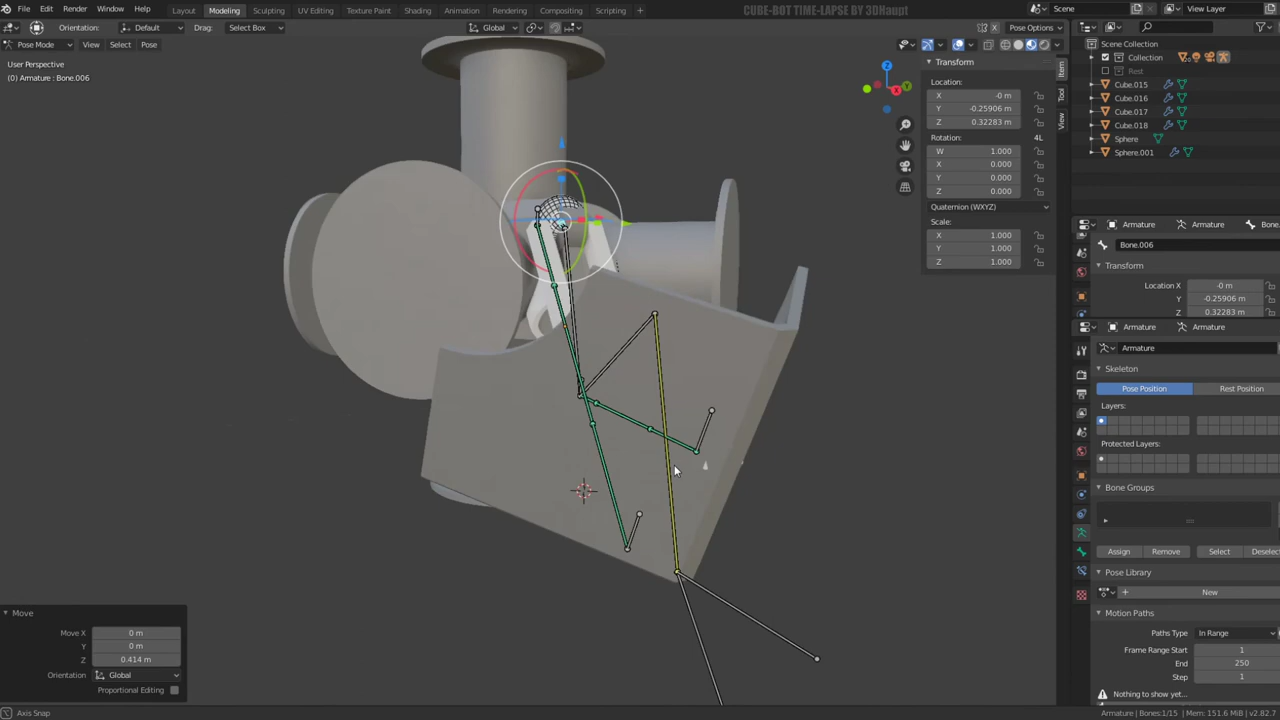 File Edit Render Window Help Layout Modeling Sculpting UV Editing Texture Paint Shading Animation Rendering Compositing Scripting + CUBE-BOT TIME-LAPSE BY 3DHaupt Scene View Layer
Orientation: Default Drag: Select Box Global Pose Options
Pose Mode View Select Pose
User Perspective
(0) Armature : Bone.006
Transform
Location:
X -0 m
Y -0.25906 m
Z 0.32283 m
Rotation: 4L
W 1.000
X 0.000
Y 0.000
Z 0.000
Quaternion (WXYZ)
Scale:
X 1.000
Y 1.000
Z 1.000
Item
Tool
View
Z
X
Y
Scene Collection
Collection
Rest
Cube.015
Cube.016
Cube.017
Cube.018
Sphere
Sphere.001
Armature Armature Bone.
Bone.006
Transform
Location X -0 m
Y -0.25906 m
Z 0.32283 m
Armature Armature
Armature
Skeleton
Pose Position Rest Position
Layers:
Protected Layers:
Bone Groups
Assign Remove Select Deselec
Pose Library
+ New
Motion Paths
Paths Type In Range
Frame Range Start 1
End 250
Step 1
Nothing to show yet...
Move
Move X 0 m
Y 0 m
Z 0.414 m
Orientation Global
Proportional Editing
Axis Snap Armature | Bones:1/15 | Mem: 151.6 MiB | v2.82.7